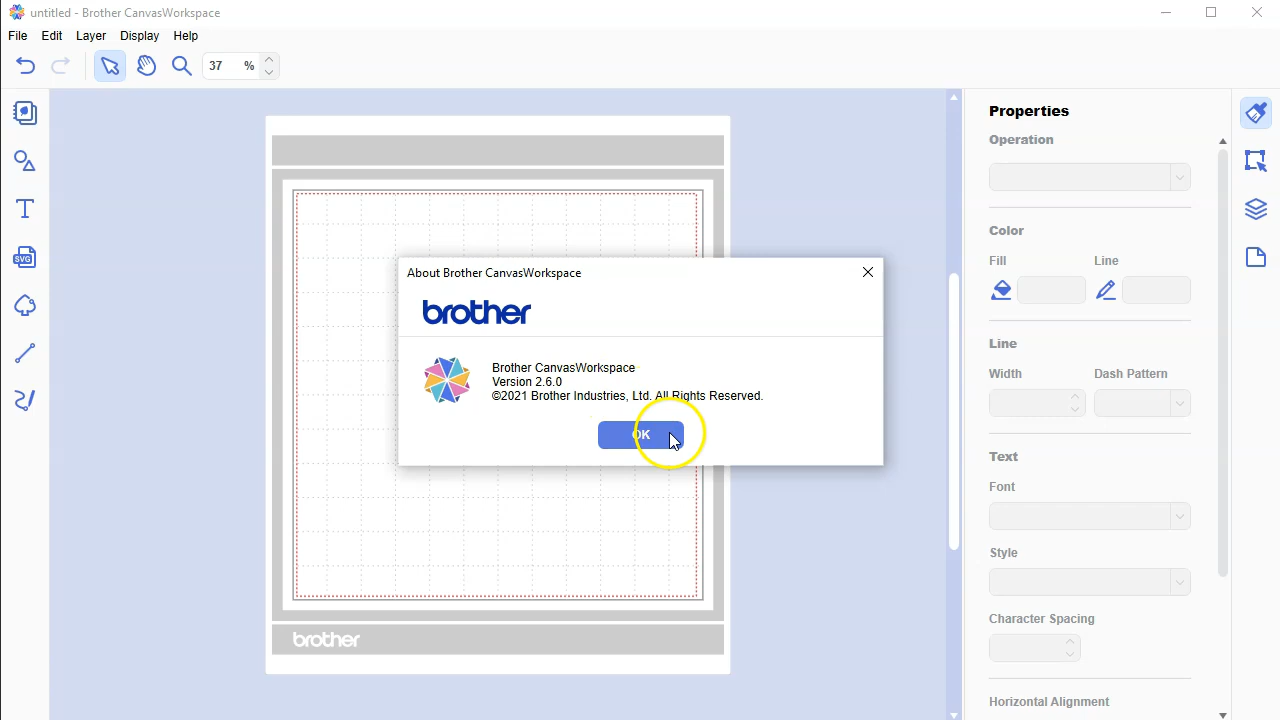 untitled - Brother CanvasWorkspace
File Edit Layer Display Help
37 %
SVG
About Brother CanvasWorkspace
brother
Brother CanvasWorkspace
Version 2.6.0
©2021 Brother Industries, Ltd. All Rights Reserved.
OK
brother
Properties
Operation
Color
Fill Line
Line
Width Dash Pattern
Text
Font
Style
Character Spacing
Horizontal Alignment